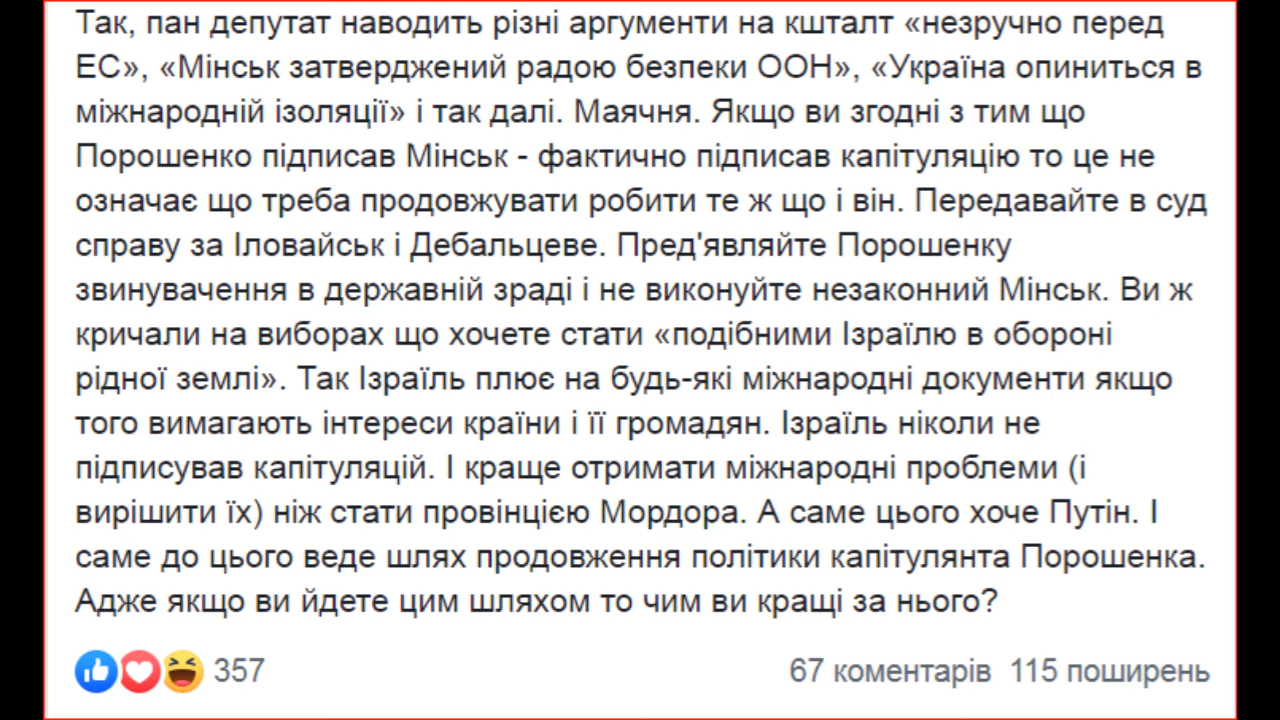 Так, пан депутат наводить різні аргументи на кшталт «незручно перед
ЕС», «Мінськ затверджений радою безпеки ООН», «Україна опиниться в
міжнародній ізоляції» і так далі. Маячня. Якщо ви згодні з тим що
Порошенко підписав Мінськ - фактично підписав капітуляцію то це не
означає що треба продовжувати робити те ж що і він. Передавайте в суд
справу за Іловайськ і Дебальцеве. Пред'являйте Порошенку
звинувачення в державній зраді і не виконуйте незаконний Мінськ. Ви ж
кричали на виборах що хочете стати «подібними Ізраїлю в обороні
рідної землі». Так Ізраїль плює на будь-які міжнародні документи якщо
того вимагають інтереси країни і її громадян. Ізраїль ніколи не
підписував капітуляцій. І краще отримати міжнародні проблеми (і
вирішити їх) ніж стати провінцією Мордора. А саме цього хоче Путін. І
саме до цього веде шлях продовження політики капітулянта Порошенка.
Адже якщо ви йдете цим шляхом то чим ви кращі за нього?
357 67 коментарів 115 поширень